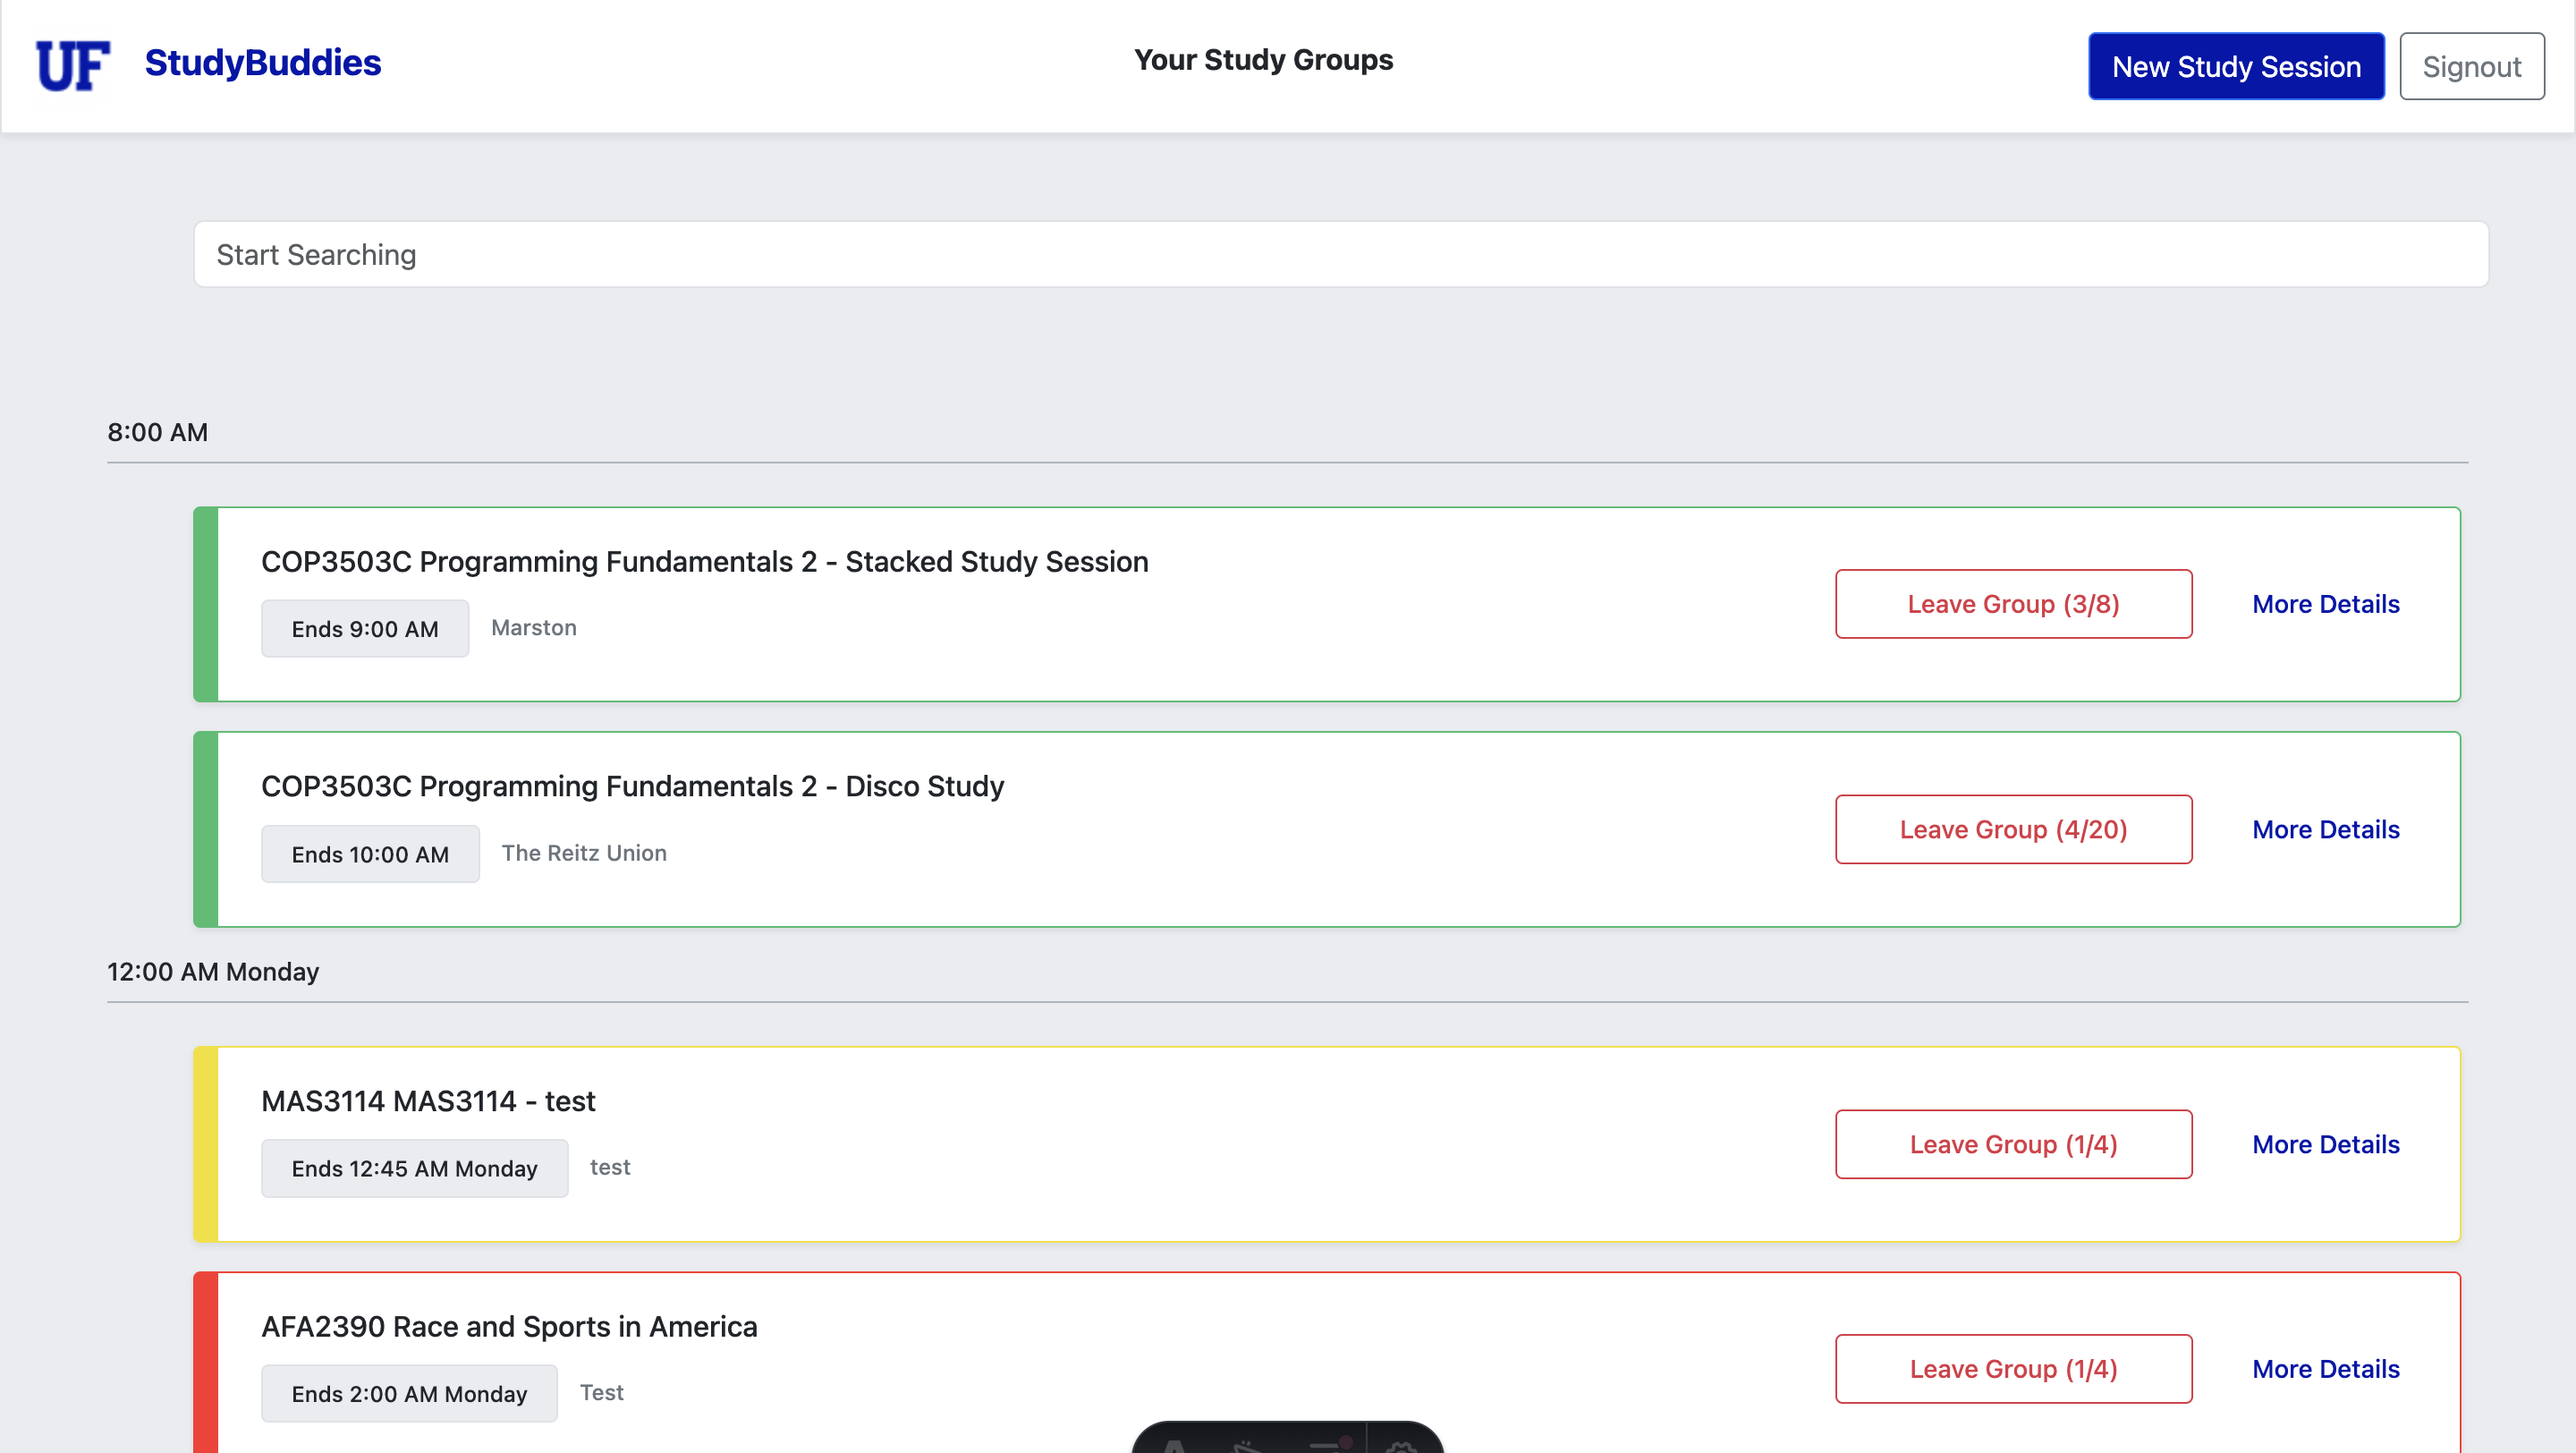 UF StudyBuddies
Your Study Groups
New Study Session
Signout
Start Searching
8:00 AM
COP3503C Programming Fundamentals 2 - Stacked Study Session
Ends 9:00 AM
Marston
Leave Group (3/8)
More Details
COP3503C Programming Fundamentals 2 - Disco Study
Ends 10:00 AM
The Reitz Union
Leave Group (4/20)
More Details
12:00 AM Monday
MAS3114 MAS3114 - test
Ends 12:45 AM Monday
test
Leave Group (1/4)
More Details
AFA2390 Race and Sports in America
Ends 2:00 AM Monday
Test
Leave Group (1/4)
More Details